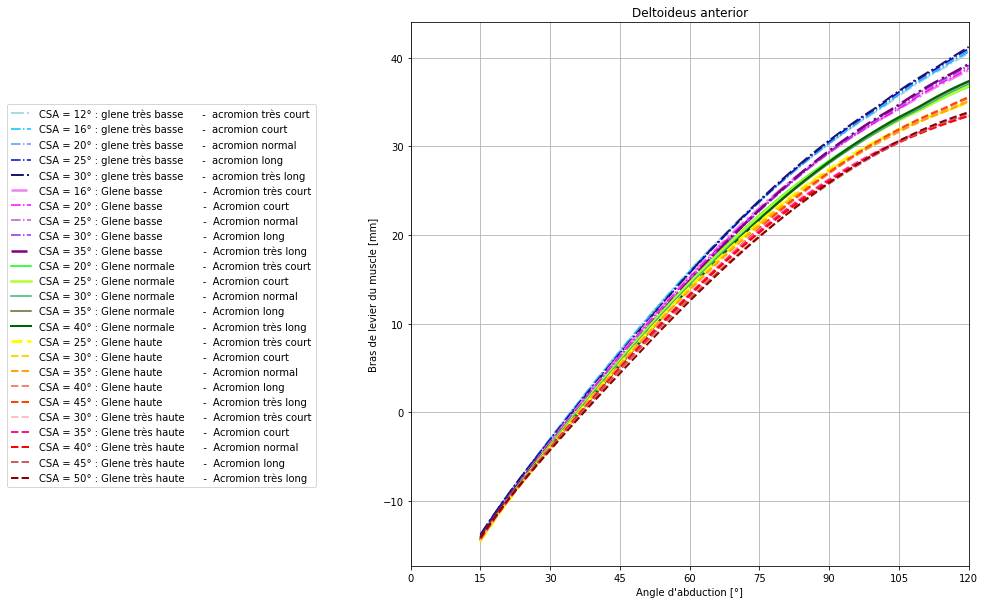 Deltoideus anterior
CSA = 12° : glene très basse - acromion très court
CSA = 16° : glene très basse - acromion court
CSA = 20° : glene très basse - acromion normal
CSA = 25° : glene très basse - acromion long
CSA = 30° : glene très basse - acromion très long
CSA = 16° : Glene basse - Acromion très court
CSA = 20° : Glene basse - Acromion court
CSA = 25° : Glene basse - Acromion normal
CSA = 30° : Glene basse - Acromion long
CSA = 35° : Glene basse - Acromion très long
CSA = 20° : Glene normale - Acromion très court
CSA = 25° : Glene normale - Acromion court
CSA = 30° : Glene normale - Acromion normal
CSA = 35° : Glene normale - Acromion long
CSA = 40° : Glene normale - Acromion très long
CSA = 25° : Glene haute - Acromion très court
CSA = 30° : Glene haute - Acromion court
CSA = 35° : Glene haute - Acromion normal
CSA = 40° : Glene haute - Acromion long
CSA = 45° : Glene haute - Acromion très long
CSA = 30° : Glene très haute - Acromion très court
CSA = 35° : Glene très haute - Acromion court
CSA = 40° : Glene très haute - Acromion normal
CSA = 45° : Glene très haute - Acromion long
CSA = 50° : Glene très haute - Acromion très long
Bras de levier du muscle [mm]
40
30
20
10
0
−10
0 15 30 45 60 75 90 105 120
Angle d'abduction [°]